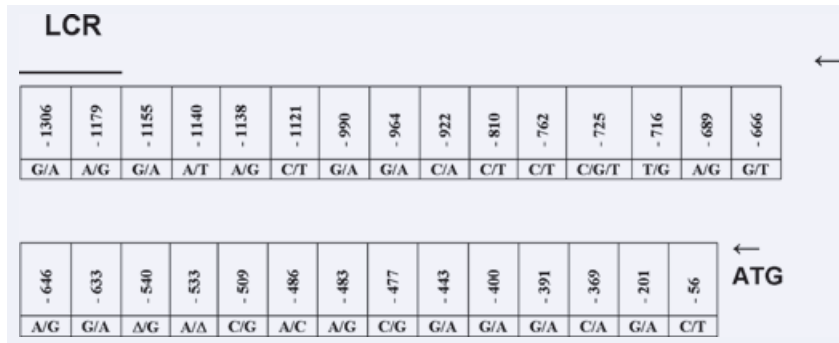 LCR
←
- 1306 - 1179 - 1155 - 1140 - 1138 - 1121 - 990 - 964 - 922 - 810 - 762 - 725 - 716 - 689 - 666
G/A A/G G/A A/T A/G C/T G/A G/A C/A C/T C/T C/G/T T/G A/G G/T
- 646 - 633 - 540 - 533 - 509 - 486 - 483 - 477 - 443 - 400 - 391 - 369 - 201 - 56
←
ATG
A/G G/A Δ/G A/Δ C/G A/C A/G C/G G/A G/A G/A C/A G/A C/T